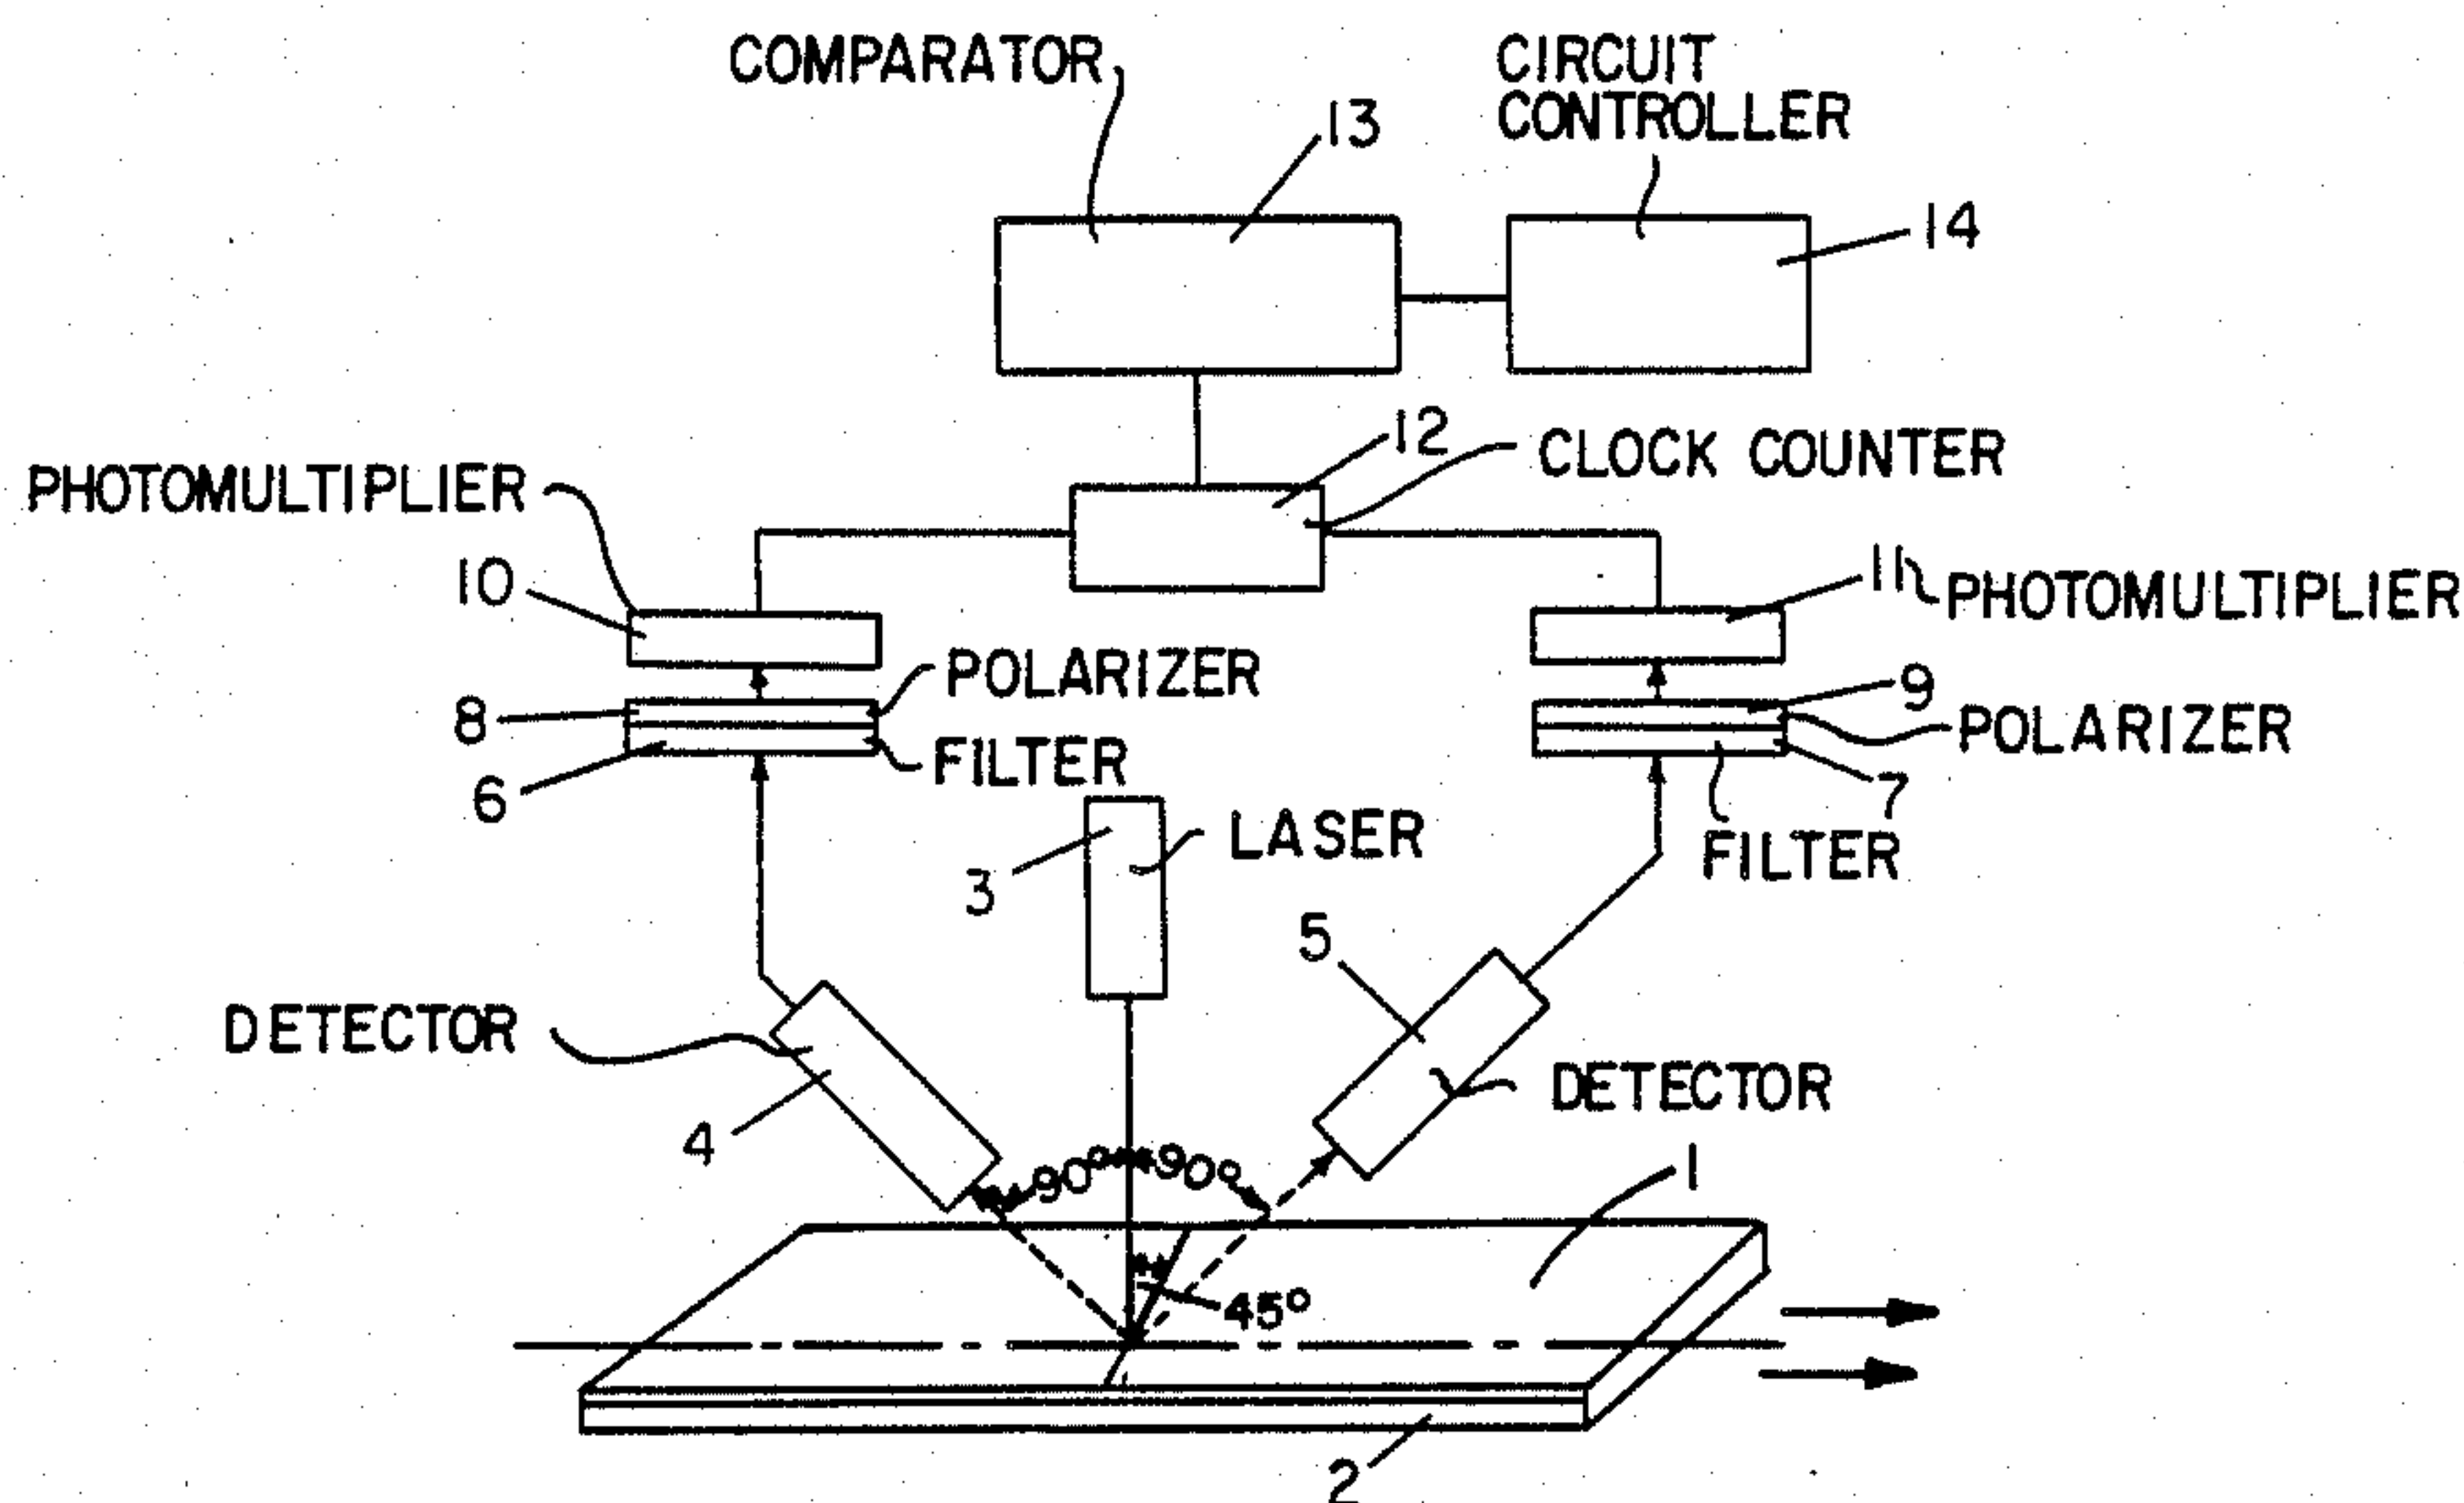 COMPARATOR
CIRCUIT
CONTROLLER
13
14
12
CLOCK COUNTER
PHOTOMULTIPLIER
10
11
PHOTOMULTIPLIER
POLARIZER
9
8
POLARIZER
FILTER
6
7
LASER
FILTER
3
5
DETECTOR
DETECTOR
4
90°
90°
1
45°
2